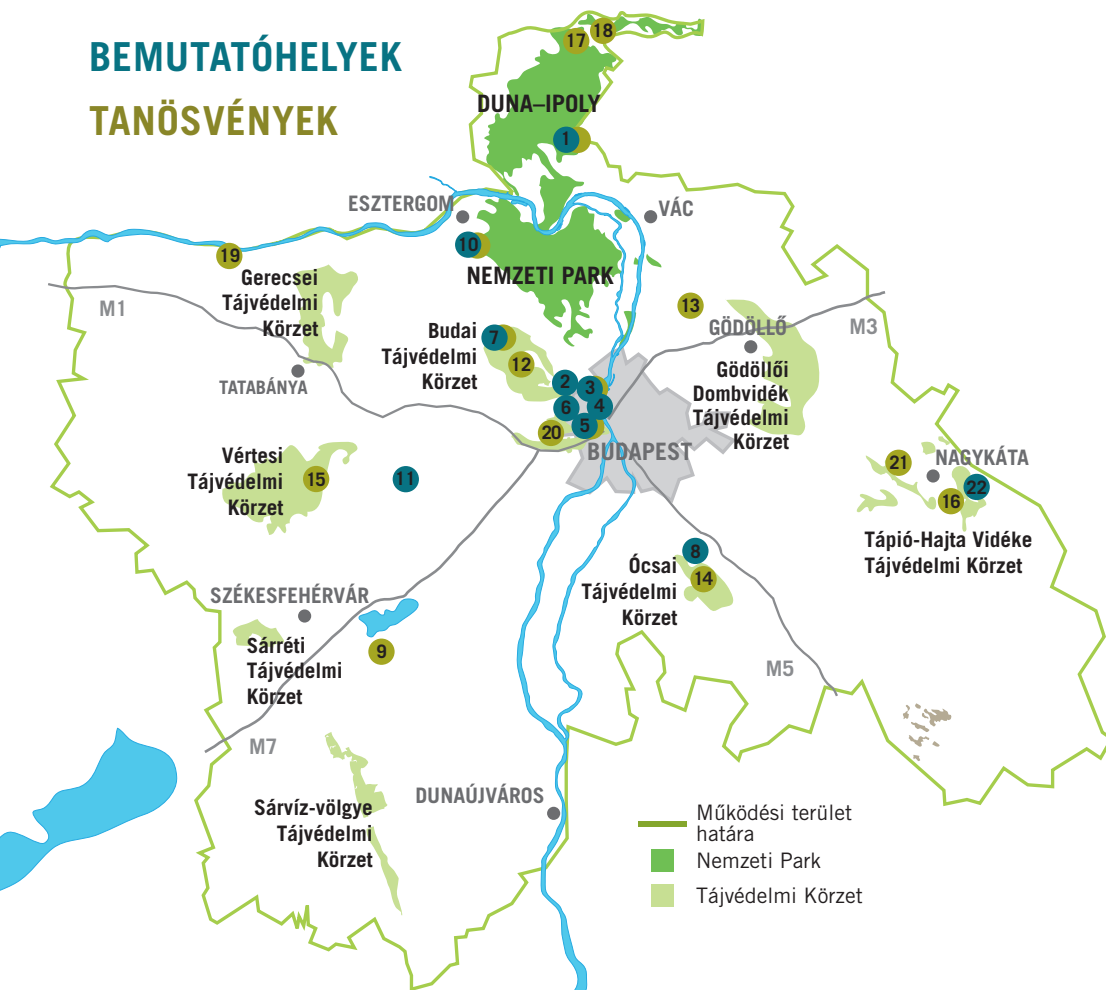 BEMUTATÓHELYEK
TANÖSVÉNYEK
17
18
DUNA–IPOLY
1
ESZTERGOM
VÁC
10
NEMZETI PARK
19
Gerecsei
Tájvédelmi
Körzet
M1
13
GÖDÖLLŐ
M3
Budai
Tájvédelmi
Körzet
7
12
TATABÁNYA
Gödöllői
Dombvidék
Tájvédelmi
Körzet
2
3
6
4
5
20
BUDAPEST
Vértesi
Tájvédelmi
Körzet
15
11
21
NAGYKÁTA
16
22
Tápió-Hajta Vidéke
Tájvédelmi Körzet
8
Ócsai
Tájvédelmi
Körzet
14
SZÉKESFEHÉRVÁR
Sárréti
Tájvédelmi
Körzet
9
M5
M7
Sárvíz-völgye
Tájvédelmi
Körzet
DUNAÚJVÁROS
Működési terület
határa
Nemzeti Park
Tájvédelmi Körzet